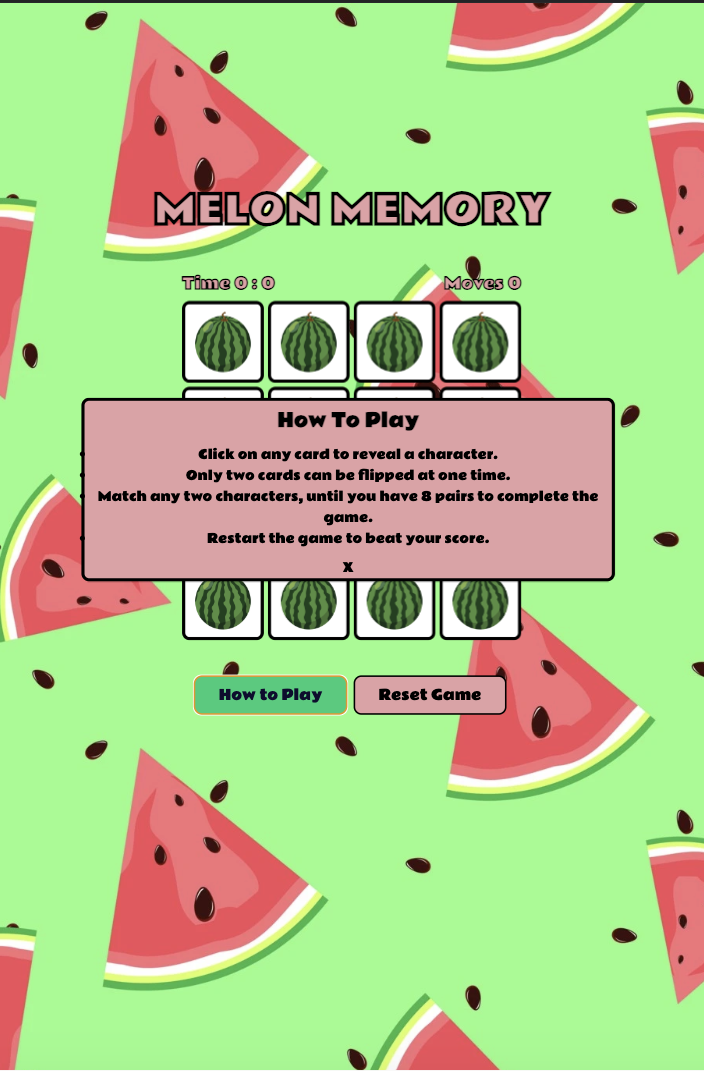 MELON MEMORY
Time 0 : 0
Moves 0
How To Play
Click on any card to reveal a character.
Only two cards can be flipped at one time.
Match any two characters, until you have 8 pairs to complete the
game.
Restart the game to beat your score.
X
How to Play
Reset Game